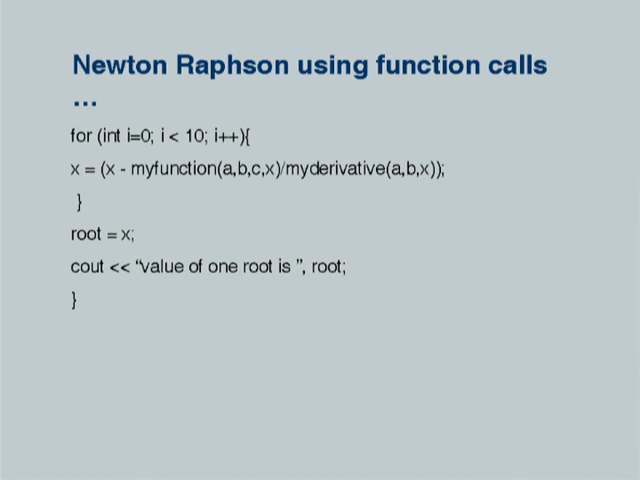 Newton Raphson using function calls
...
for (int i=0; i < 10; i++){
x = (x - myfunction(a,b,c,x)/myderivative(a,b,x));
}
root = x;
cout << “value of one root is ”, root;
}